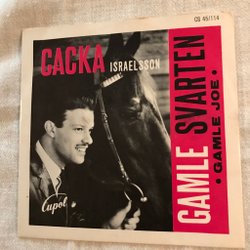 CS 45/114
CACKA
ISRAELSSON
GAMLE SVARTEN
• GAMLE JOE •
Cupol